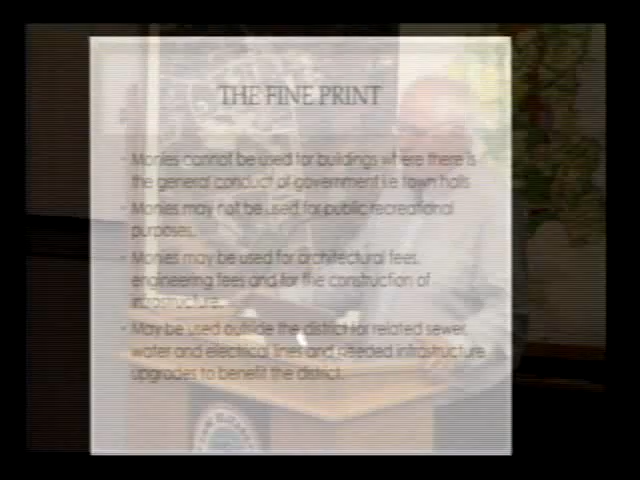 THE FINE PRINT
· Monies cannot be used for buildings where there is
the general conduct of government i.e town halls
· Monies may not be used for public recreational
purposes.
· Monies may be used for architectural fees,
engineering fees and for the construction of
infrastructure.
· May be used outside the district for related sewer,
water and electrical lines and needed infrastructure
upgrades to benefit the district.